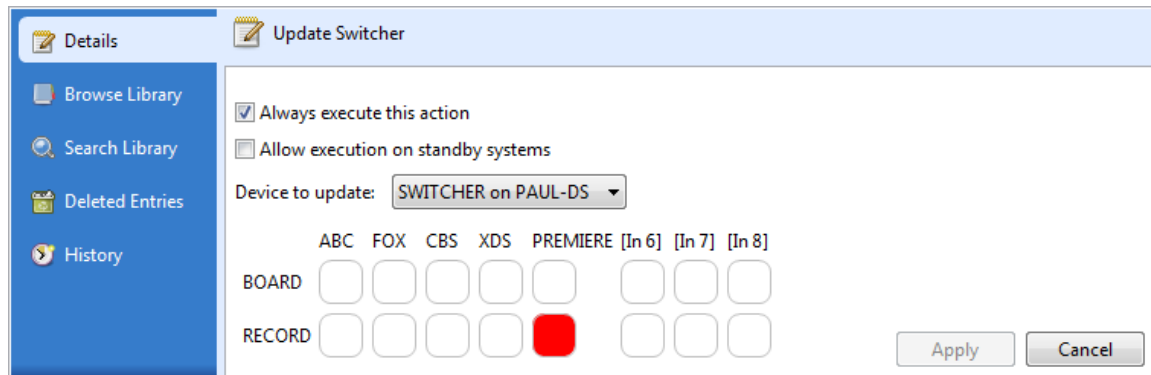 Details
Browse Library
Search Library
Deleted Entries
History
Update Switcher
Always execute this action
Allow execution on standby systems
Device to update: SWITCHER on PAUL-DS
ABC FOX CBS XDS PREMIERE [In 6] [In 7] [In 8]
BOARD
RECORD
Apply Cancel